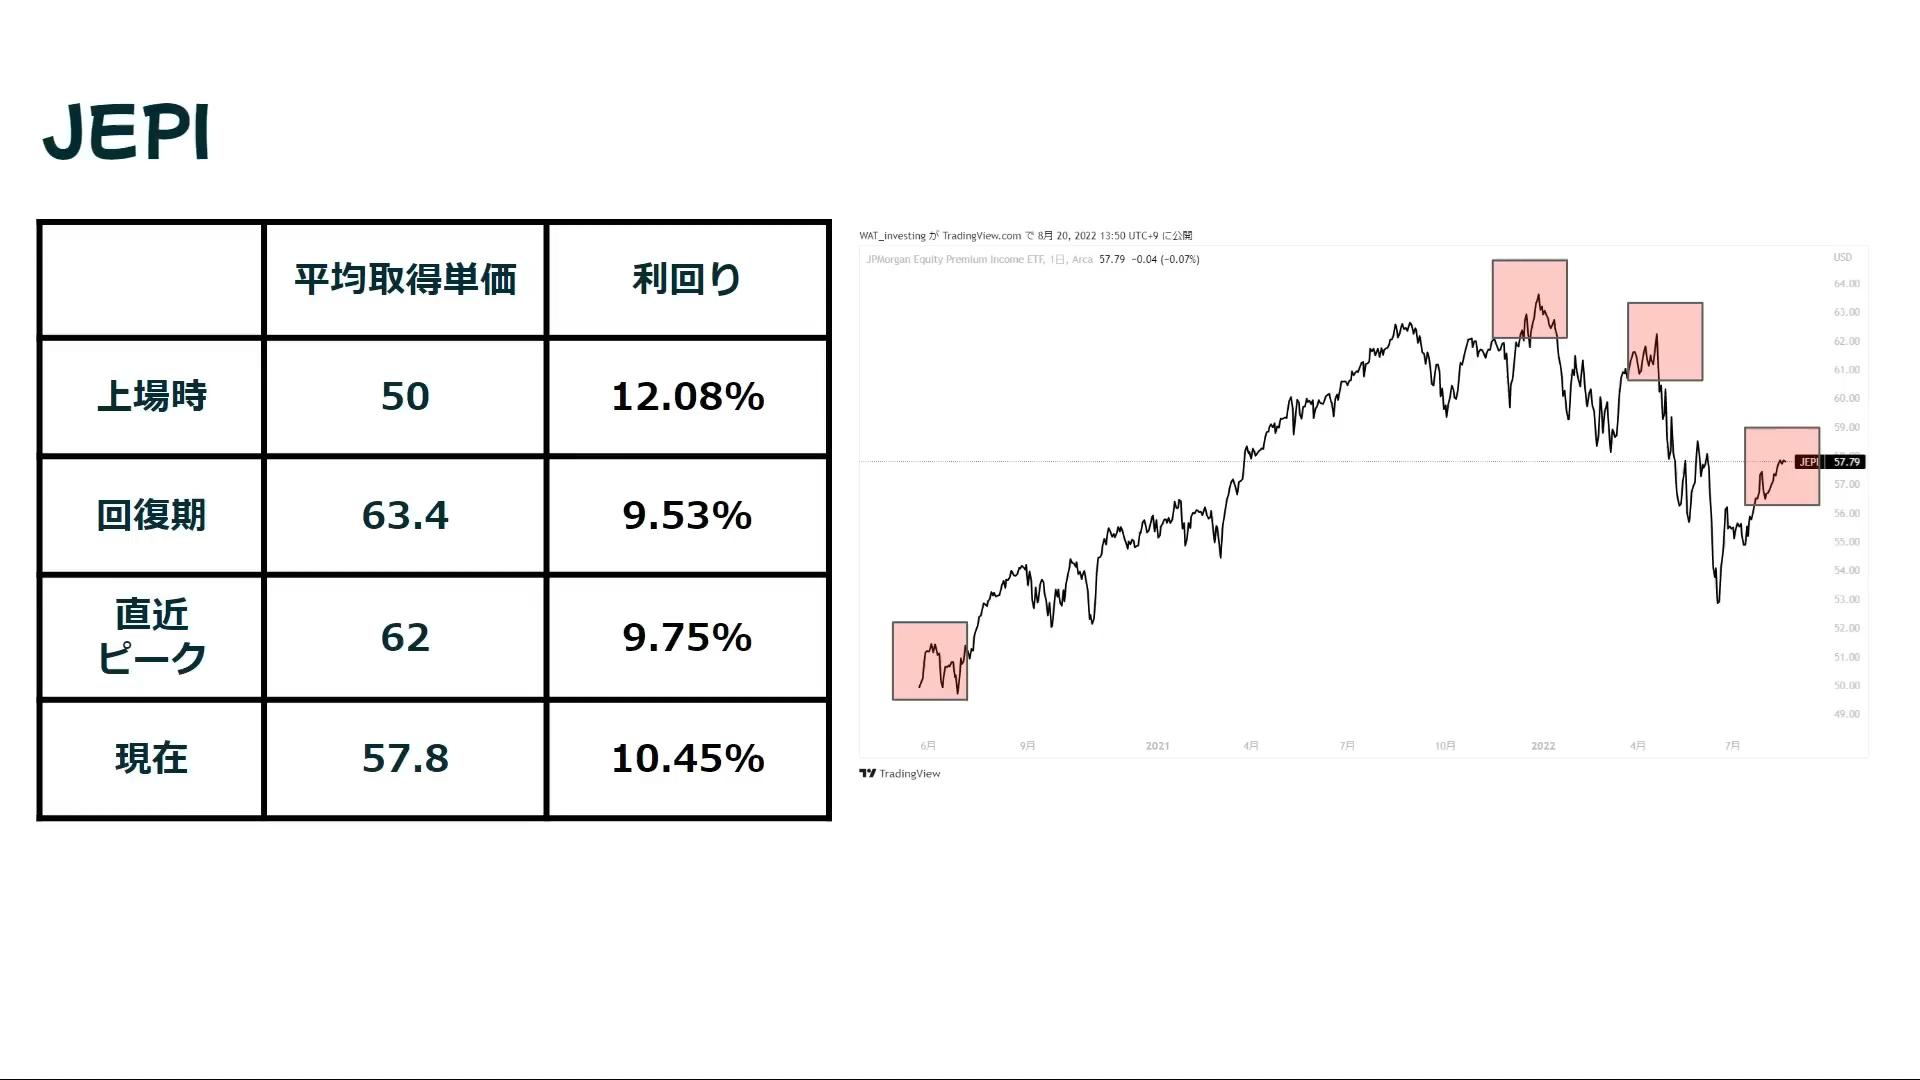 JEPI
平均取得単価 利回り
上場時 50 12.08%
回復期 63.4 9.53%
直近
ピーク 62 9.75%
現在 57.8 10.45%
WAT_investing が TradingView.com で 8月 20, 2022 13:50 UTC+9 に公開
JPMorgan Equity Premium Income ETF, 1日, Arca 57.79 −0.04 (−0.07%)
USD
64.00
63.00
62.00
61.00
60.00
59.00
JEPI 57.79
57.00
56.00
55.00
54.00
53.00
52.00
51.00
50.00
49.00
6月 9月 2021 4月 7月 10月 2022 4月 7月
TradingView